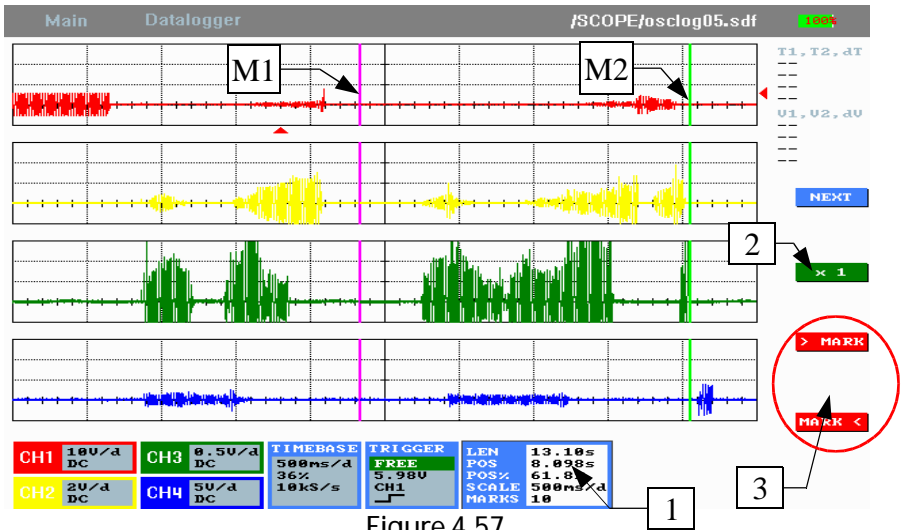 Main Datalogger /SCOPE/osclog05.sdf 100%
T1,T2,dT
--
--
--
V1,V2,dV
--
--
M1 M2
NEXT
2
x 1
> MARK
MARK <
3
1
CH1 10V/d DC
CH2 2V/d DC
CH3 0.5V/d DC
CH4 5V/d DC
TIMEBASE
500ms/d
36%
10kS/s
TRIGGER
FREE
5.98V
CH1
LEN 13.10s
POS 8.098s
POS% 61.8
SCALE 500ms/d
MARKS 10
Figure 4.57